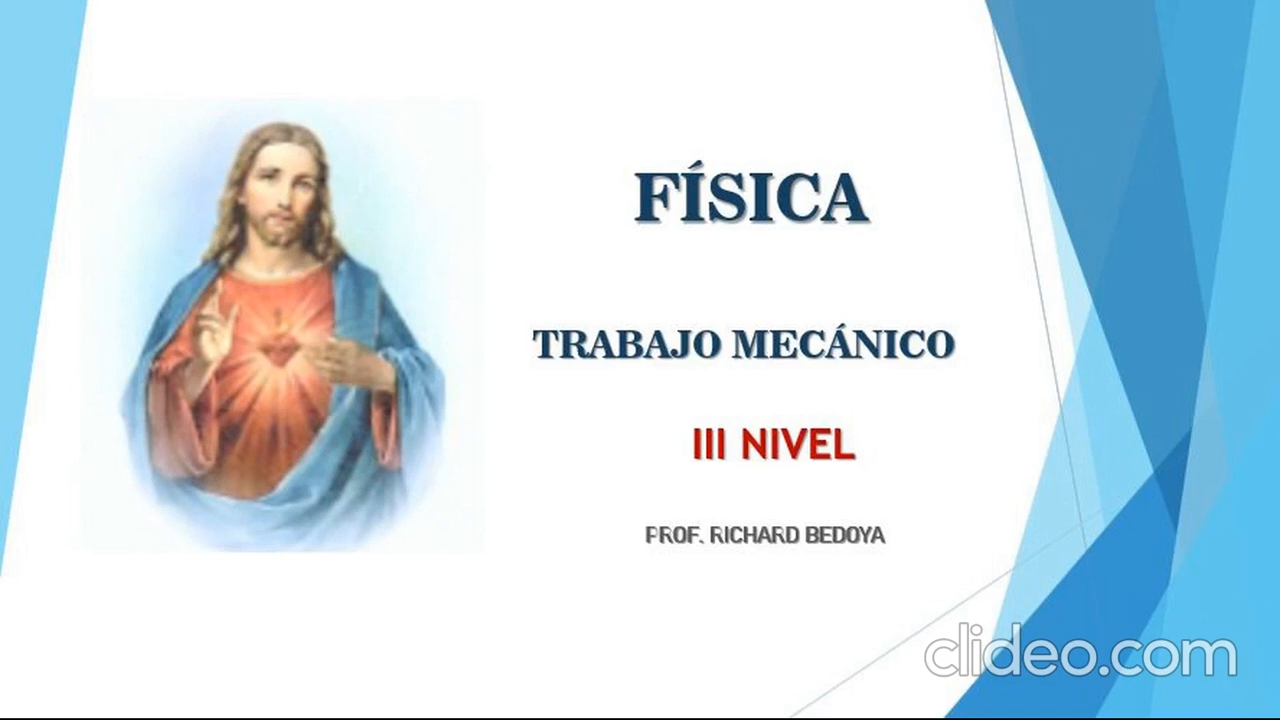 FÍSICA
TRABAJO MECÁNICO
III NIVEL
PROF. RICHARD BEDOYA
clideo.com